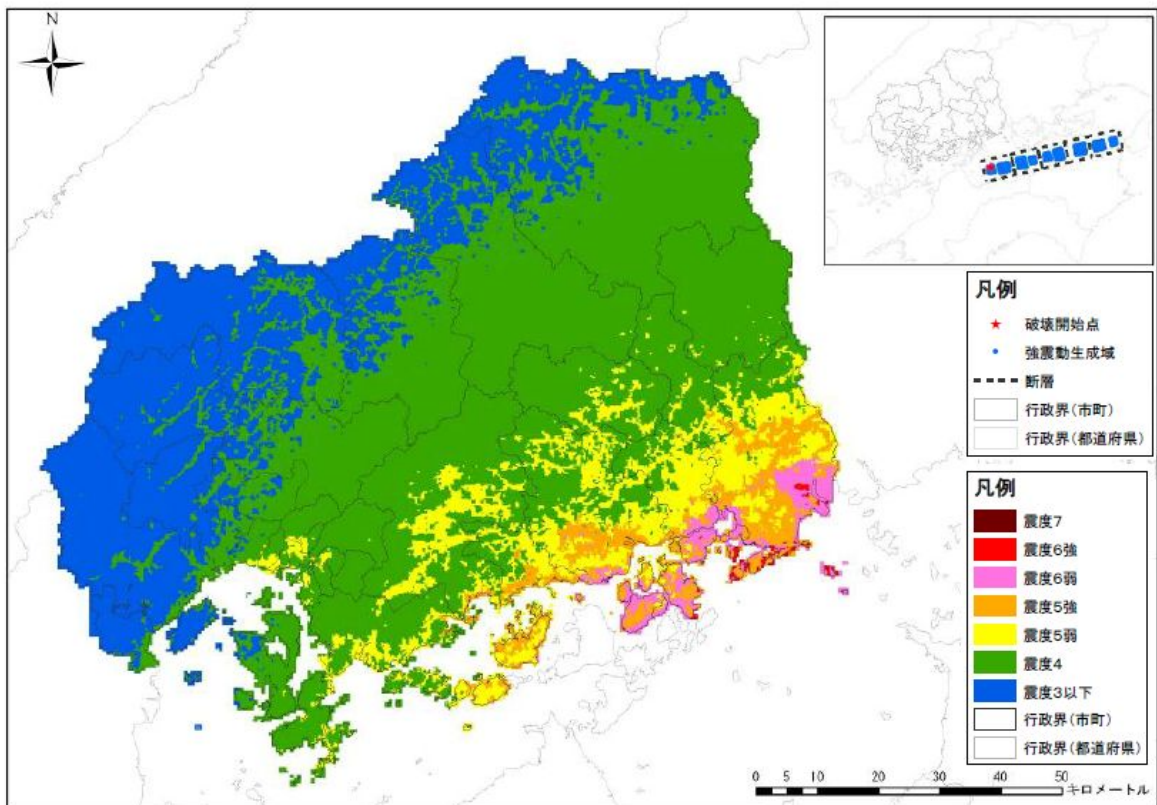 N
凡例
破壊開始点
強震動生成域
断層
行政界(市町)
行政界(都道府県)
凡例
震度7
震度6強
震度6弱
震度5強
震度5弱
震度4
震度3以下
行政界(市町)
行政界(都道府県)
0 5 10 20 30 40 50
キロメートル